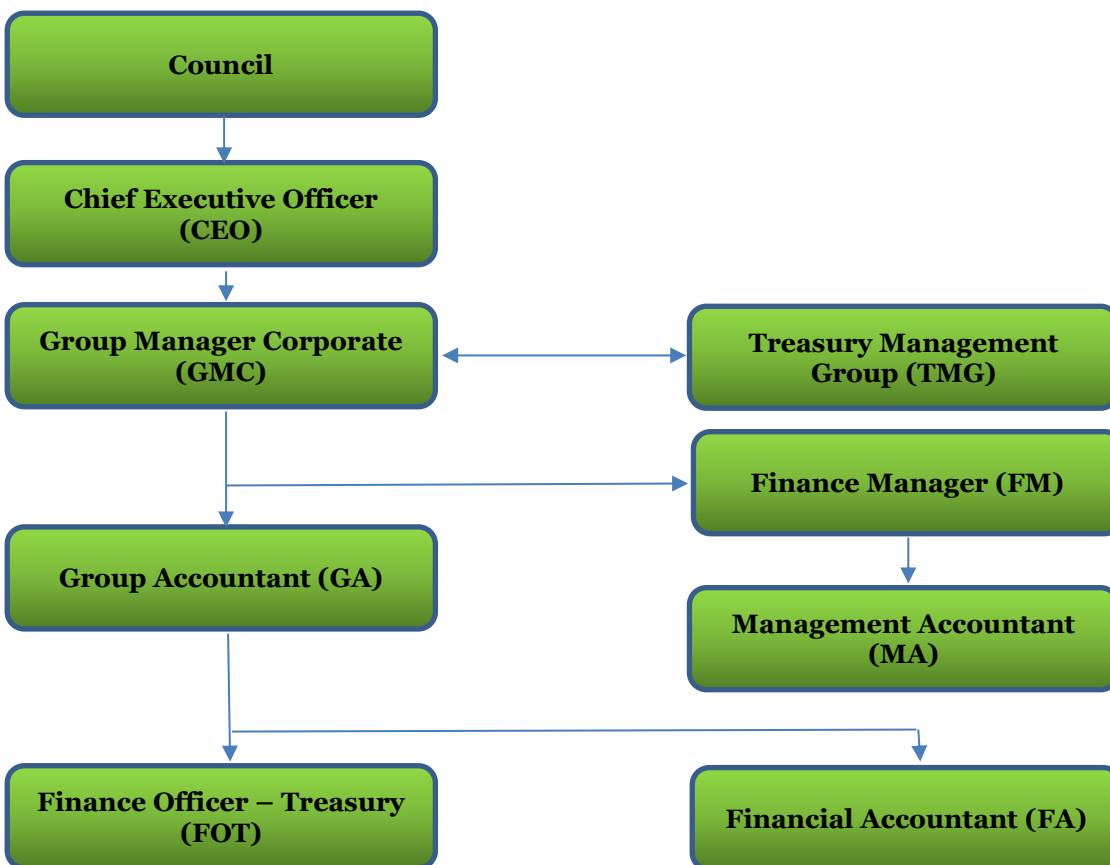 Council
Chief Executive Officer
(CEO)
Group Manager Corporate
(GMC)
Treasury Management
Group (TMG)
Finance Manager (FM)
Group Accountant (GA)
Management Accountant
(MA)
Finance Officer – Treasury
(FOT)
Financial Accountant (FA)